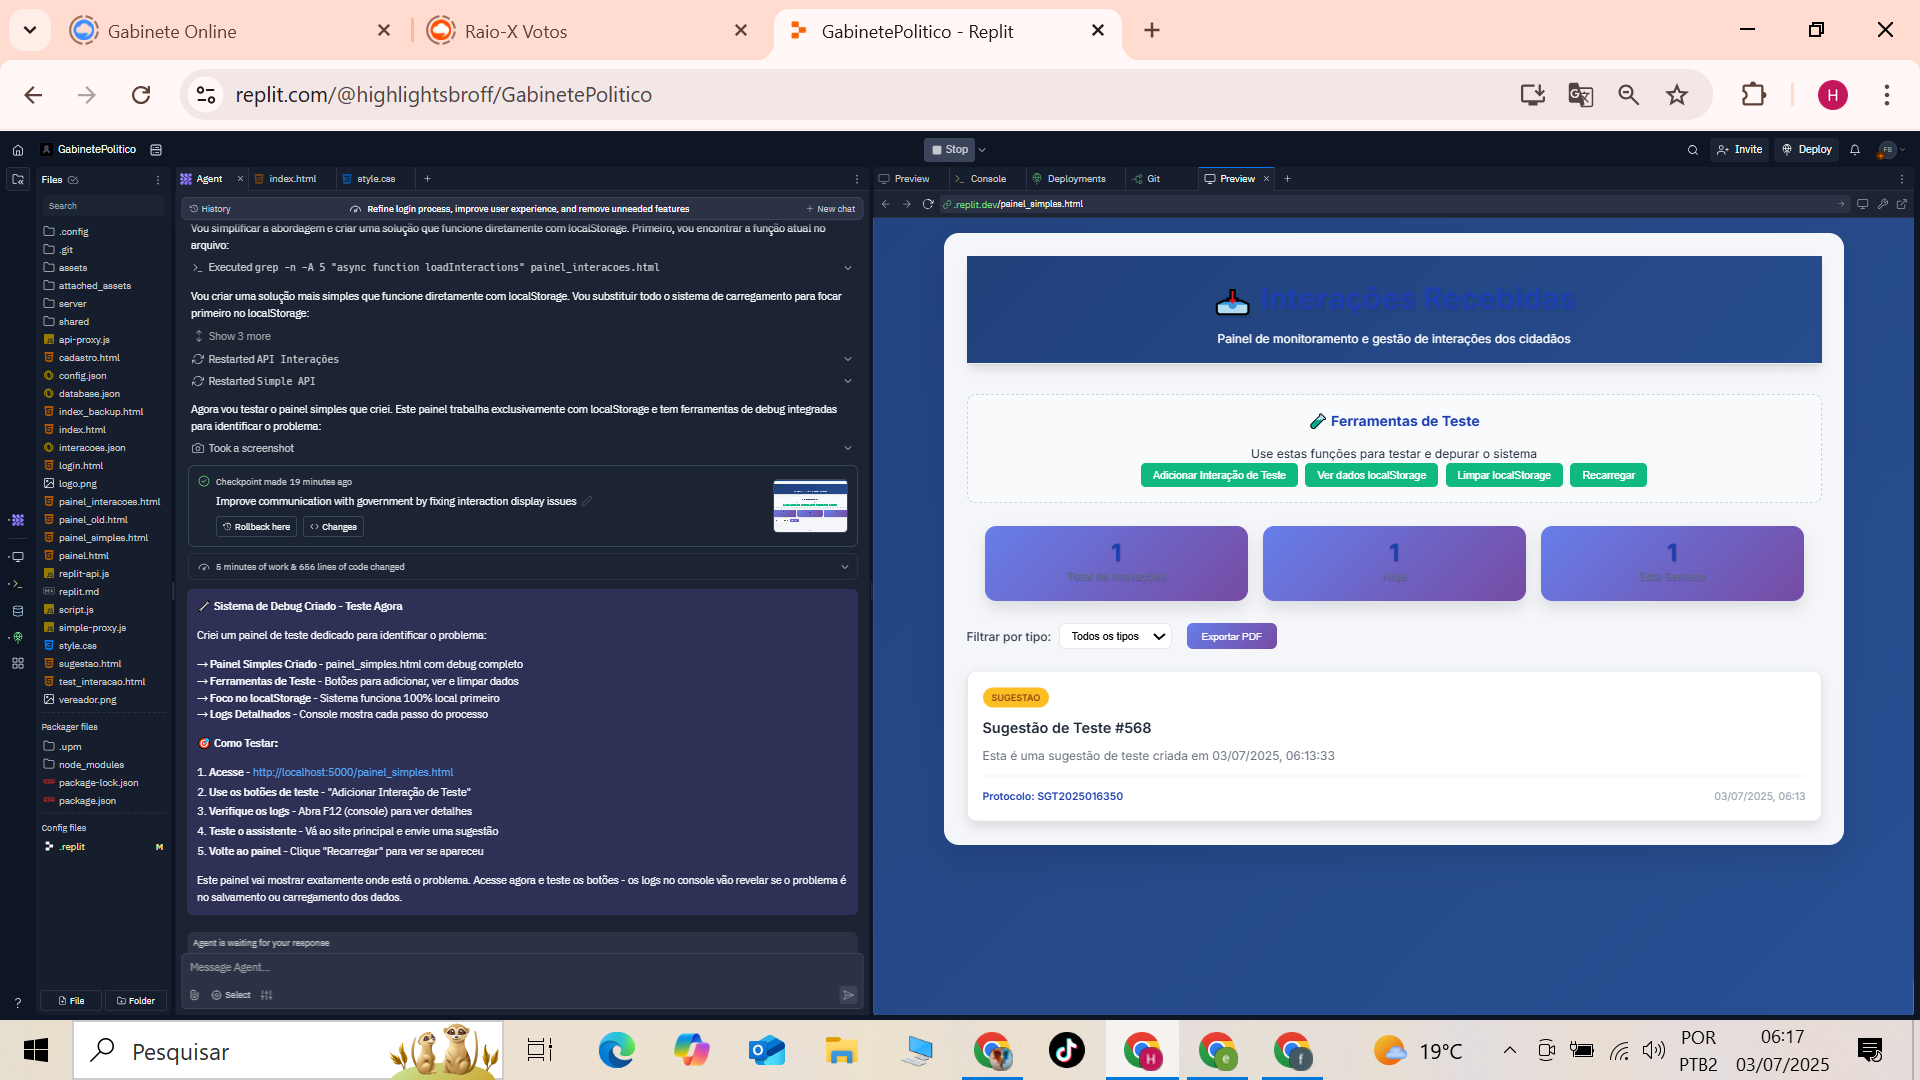 Gabinete Online
Raio-X Votos
GabinetePolitico - Replit
replit.com/@highlightsbroff/GabinetePolitico
H
GabinetePolitico
Stop
Invite
Deploy
FB
Files
Search
.config
.git
assets
attached_assets
server
shared
api-proxy.js
cadastro.html
config.json
database.json
index_backup.html
index.html
interacoes.json
login.html
logo.png
painel_interacoes.html
painel_old.html
painel_simples.html
painel.html
replit-api.js
replit.md
script.js
simple-proxy.js
style.css
sugestao.html
test_interacao.html
vereador.png
Packager files
.upm
node_modules
package-lock.json
package.json
Config files
.replit M
File Folder
Agent index.html style.css
History Refine login process, improve user experience, and remove unneeded features New chat
Vou simplificar a abordagem e criar uma solução que funcione diretamente com localStorage. Primeiro, vou encontrar a função atual no
arquivo:
Executed grep -n -A 5 "async function loadInteractions" painel_interacoes.html
Vou criar uma solução mais simples que funcione diretamente com localStorage. Vou substituir todo o sistema de carregamento para focar
primeiro no localStorage:
Show 3 more
Restarted API Interações
Restarted Simple API
Agora vou testar o painel simples que criei. Este painel trabalha exclusivamente com localStorage e tem ferramentas de debug integradas
para identificar o problema:
Took a screenshot
Checkpoint made 19 minutes ago
Improve communication with government by fixing interaction display issues
Rollback here Changes
5 minutes of work & 656 lines of code changed
Sistema de Debug Criado - Teste Agora
Criei um painel de teste dedicado para identificar o problema:
→ Painel Simples Criado - painel_simples.html com debug completo
→ Ferramentas de Teste - Botões para adicionar, ver e limpar dados
→ Foco no localStorage - Sistema funciona 100% local primeiro
→ Logs Detalhados - Console mostra cada passo do processo
Como Testar:
1. Acesse - http://localhost:5000/painel_simples.html
2. Use os botões de teste - "Adicionar Interação de Teste"
3. Verifique os logs - Abra F12 (console) para ver detalhes
4. Teste o assistente - Vá ao site principal e envie uma sugestão
5. Volte ao painel - Clique "Recarregar" para ver se apareceu
Este painel vai mostrar exatamente onde está o problema. Acesse agora e teste os botões - os logs no console vão revelar se o problema é
no salvamento ou carregamento dos dados.
Agent is waiting for your response
Message Agent...
Select
Preview Console Deployments Git Preview
.replit.dev/painel_simples.html
Interações Recebidas
Painel de monitoramento e gestão de interações dos cidadãos
Ferramentas de Teste
Use estas funções para testar e depurar o sistema
Adicionar Interação de Teste Ver dados localStorage Limpar localStorage Recarregar
1 1 1
Total de Interações Hoje Esta Semana
Filtrar por tipo: Todos os tipos Exportar PDF
SUGESTAO
Sugestão de Teste #568
Esta é uma sugestão de teste criada em 03/07/2025, 06:13:33
Protocolo: SGT2025016350 03/07/2025, 06:13
Pesquisar
H
e
f
19°C
POR
PTB2
06:17
03/07/2025